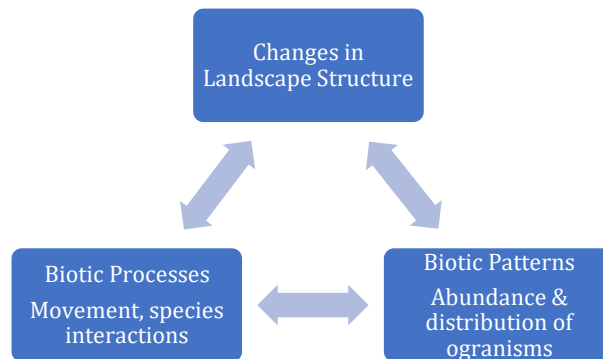 Changes in
Landscape Structure
Biotic Processes
Movement, species
interactions
Biotic Patterns
Abundance &
distribution of
ogranisms